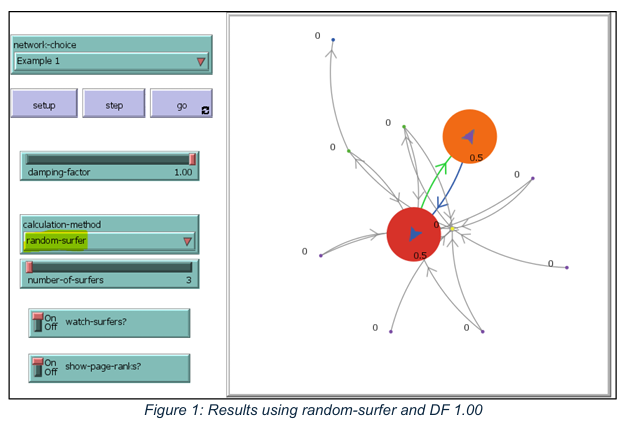 network-choice
Example 1
setup
step
go
damping-factor
1.00
calculation-method
random-surfer
number-of-surfers
3
On
Off
watch-surfers?
On
Off
show-page-ranks?
0
0
0
0.5
0
0
0.5
0
0
0
0
Figure 1: Results using random-surfer and DF 1.00